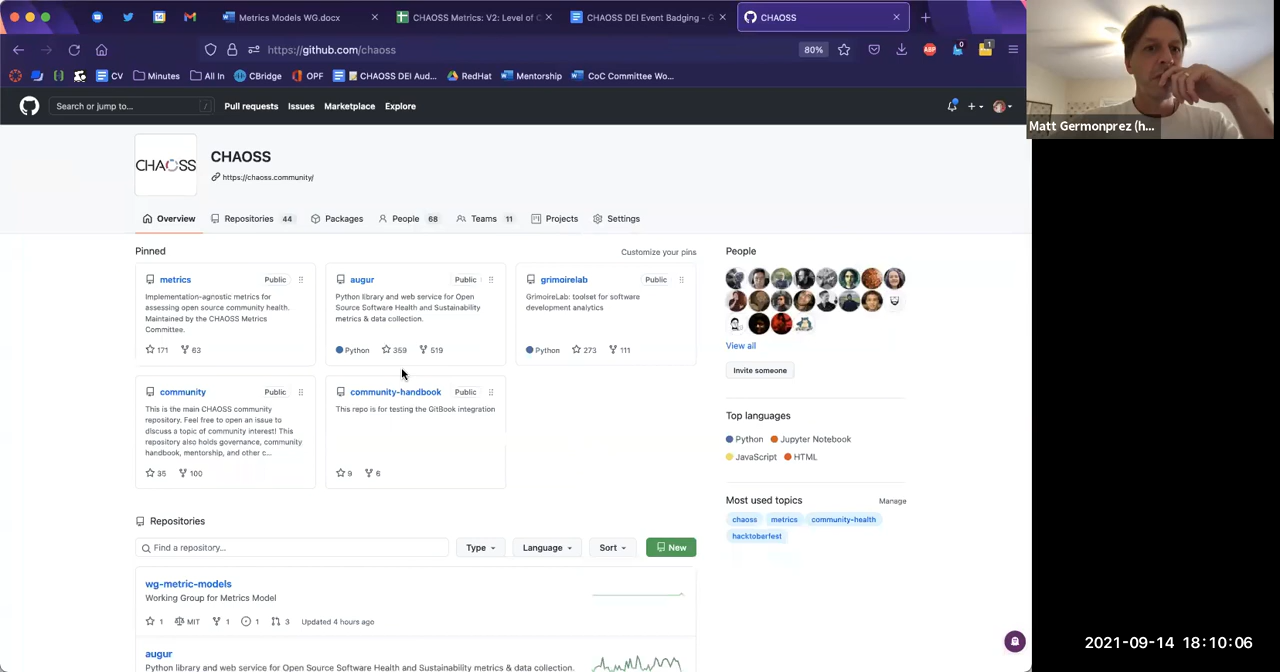 Metrics Models WG.docx
CHAOSS Metrics: V2: Level of C
CHAOSS DEI Event Badging - G
CHAOSS
https://github.com/chaoss
80%
CV
Minutes
All In
CBridge
OPF
CHAOSS DEI Aud...
RedHat
Mentorship
CoC Committee Wo...
Search or jump to...
/
Pull requests
Issues
Marketplace
Explore
Matt Germonprez (h...
CHAOSS
CHAOSS
https://chaoss.community/
Overview
Repositories 44
Packages
People 68
Teams 11
Projects
Settings
Pinned
Customize your pins
metrics
Public
Implementation-agnostic metrics for
assessing open source community health.
Maintained by the CHAOSS Metrics
Committee.
171
63
augur
Public
Python library and web service for Open
Source Software Health and Sustainability
metrics & data collection.
Python
359
519
grimoirelab
Public
GrimoireLab: toolset for software
development analytics
Python
273
111
community
Public
This is the main CHAOSS community
repository. Feel free to open an issue to
discuss a topic of community interest! This
repository also holds governance, community
handbook, mentorship, and other c...
35
100
community-handbook
Public
This repo is for testing the GitBook integration
9
6
People
View all
Invite someone
Top languages
Python
Jupyter Notebook
JavaScript
HTML
Most used topics
Manage
chaoss
metrics
community-health
hacktoberfest
Repositories
Find a repository...
Type
Language
Sort
New
wg-metric-models
Working Group for Metrics Model
1
MIT
1
1
3
Updated 4 hours ago
augur
Python library and web service for Open Source Software Health and Sustainability metrics & data collection.
2021-09-14 18:10:06